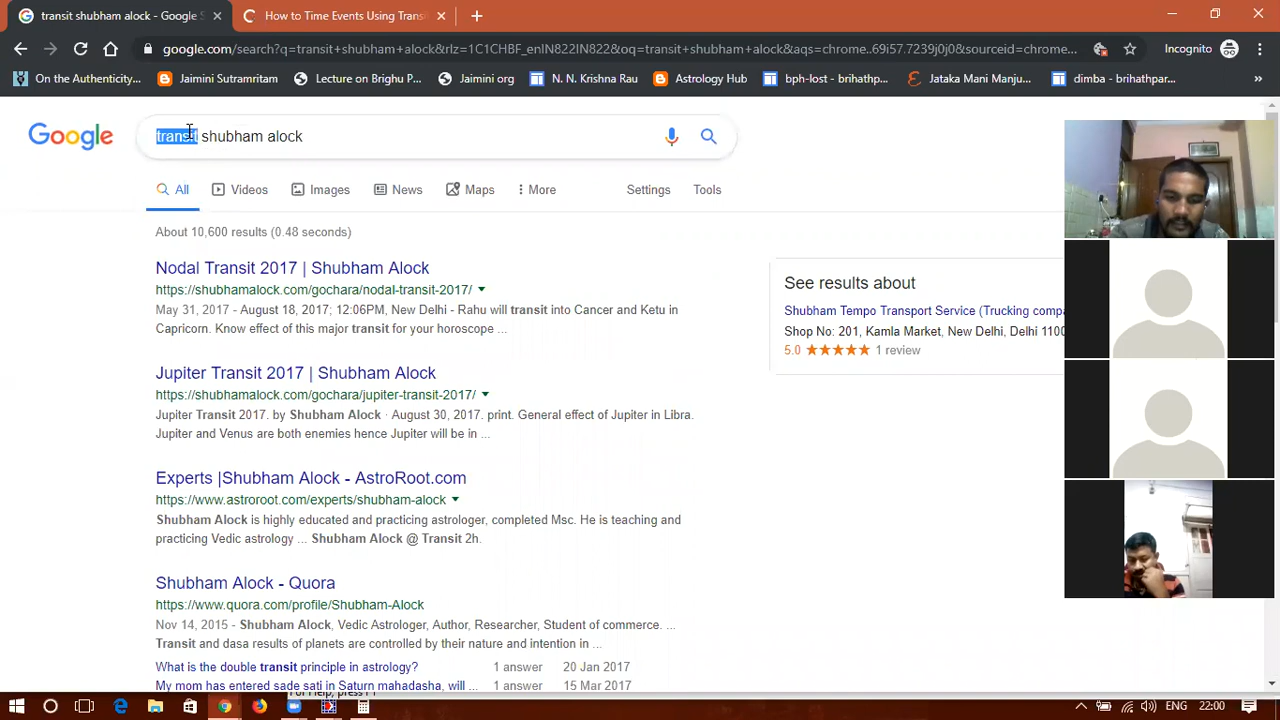 transit shubham alock - Google S
How to Time Events Using Transi
google.com/search?q=transit+shubham+alock&rlz=1C1CHBF_enIN822IN822&oq=transit+shubham+alock&aqs=chrome..69i57.7239j0j0&sourceid=chrome...
Incognito
On the Authenticity...
Jaimini Sutramritam
Lecture on Brighu P...
Jaimini org
N. N. Krishna Rau
Astrology Hub
bph-lost - brihathp...
Jataka Mani Manju...
dimba - brihathpar...
»
Google
transit shubham alock
All
Videos
Images
News
Maps
More
Settings
Tools
About 10,600 results (0.48 seconds)
Nodal Transit 2017 | Shubham Alock
https://shubhamalock.com/gochara/nodal-transit-2017/
May 31, 2017 - August 18, 2017; 12:06PM, New Delhi - Rahu will transit into Cancer and Ketu in
Capricorn. Know effect of this major transit for your horoscope ...
Jupiter Transit 2017 | Shubham Alock
https://shubhamalock.com/gochara/jupiter-transit-2017/
Jupiter Transit 2017. by Shubham Alock · August 30, 2017. print. General effect of Jupiter in Libra.
Jupiter and Venus are both enemies hence Jupiter will be in ...
Experts |Shubham Alock - AstroRoot.com
https://www.astroroot.com/experts/shubham-alock
Shubham Alock is highly educated and practicing astrologer, completed Msc. He is teaching and
practicing Vedic astrology ... Shubham Alock @ Transit 2h.
Shubham Alock - Quora
https://www.quora.com/profile/Shubham-Alock
Nov 14, 2015 - Shubham Alock, Vedic Astrologer, Author, Researcher, Student of commerce. ...
Transit and dasa results of planets are controlled by their nature and intention in ...
What is the double transit principle in astrology? 1 answer 20 Jan 2017
My mom has entered sade sati in Saturn mahadasha, will ... 1 answer 15 Mar 2017
See results about
Shubham Tempo Transport Service (Trucking compa
Shop No: 201, Kamla Market, New Delhi, Delhi 1100
5.0 1 review
For Help, press F1
ENG 22:00